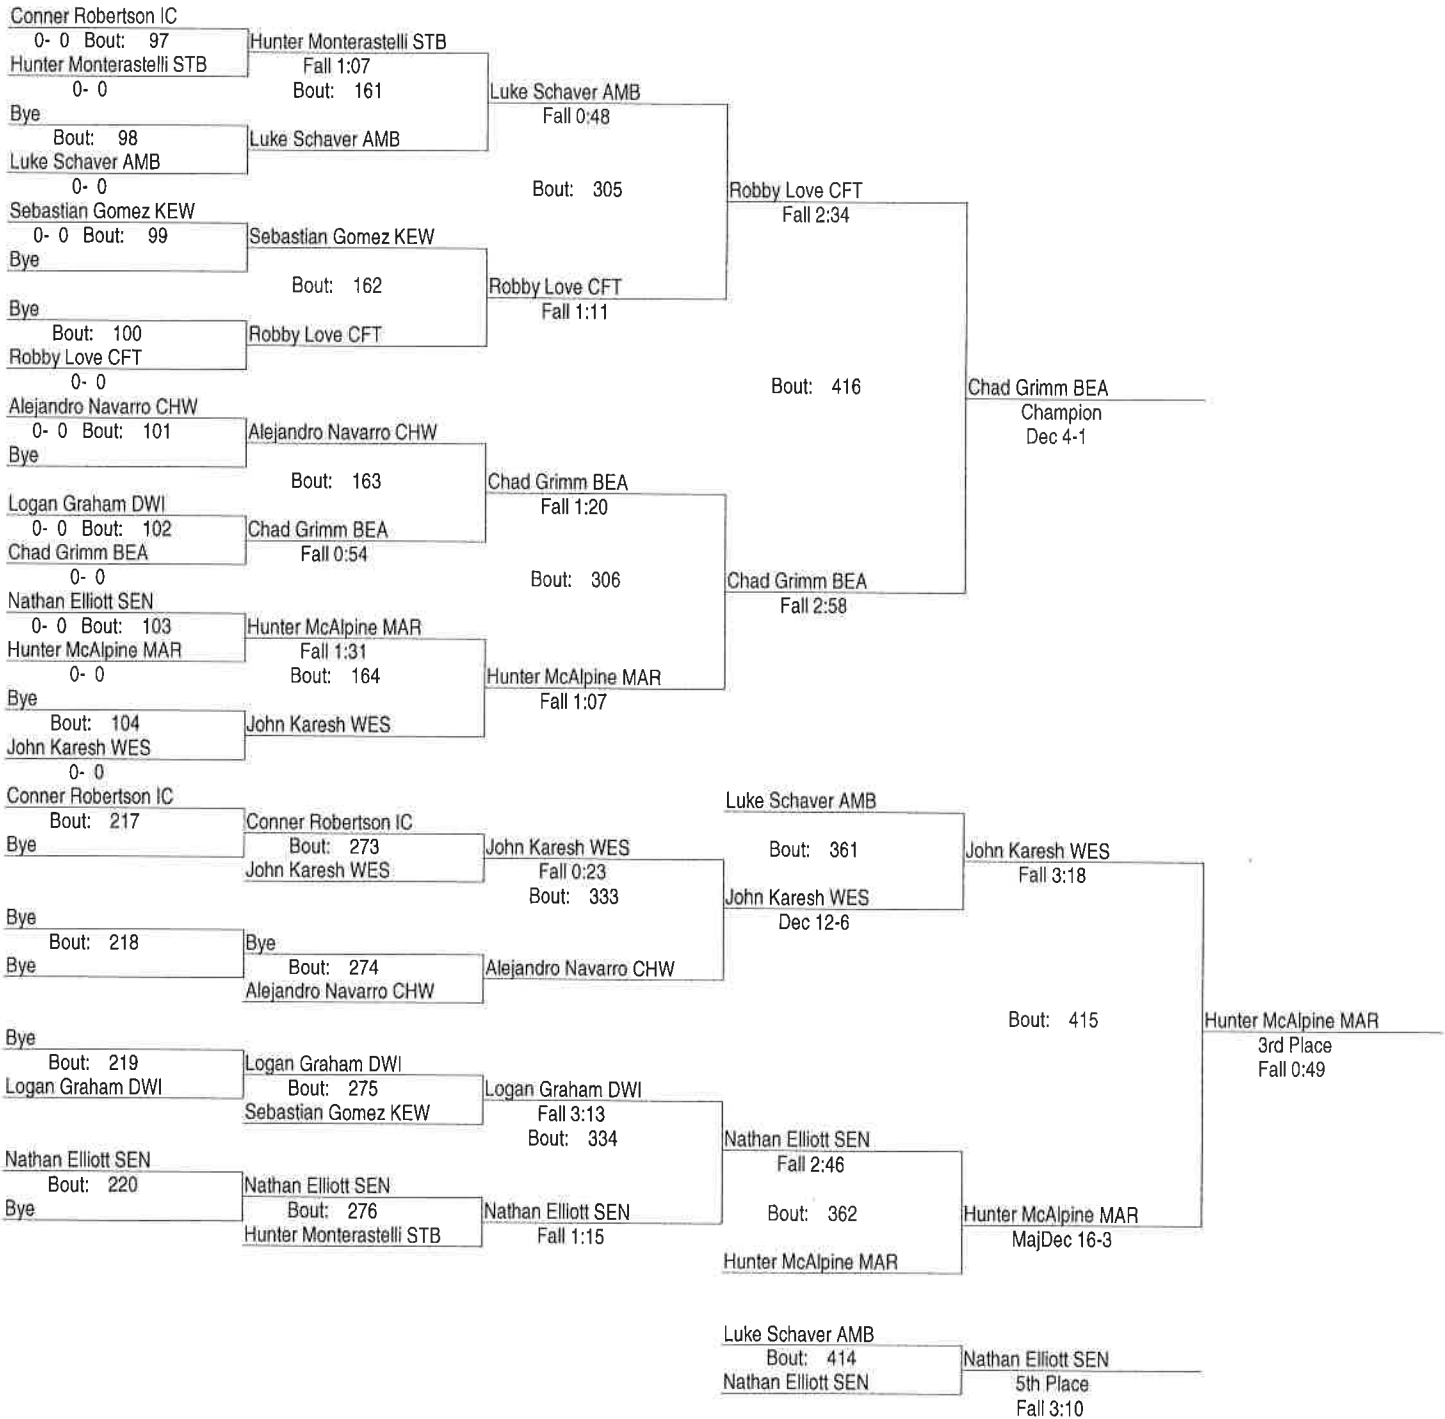 Conner Robertson IC
0- 0 Bout: 97
Hunter Monterastelli STB
0- 0
Bye
Bout: 98
Luke Schaver AMB
0- 0
Sebastian Gomez KEW
0- 0 Bout: 99
Bye
Bye
Bout: 100
Robby Love CFT
0- 0
Alejandro Navarro CHW
0- 0 Bout: 101
Bye
Logan Graham DWI
0- 0 Bout: 102
Chad Grimm BEA
0- 0
Nathan Elliott SEN
0- 0 Bout: 103
Hunter McAlpine MAR
0- 0
Bye
Bout: 104
John Karesh WES
0- 0
Hunter Monterastelli STB
Fall 1:07
Bout: 161
Luke Schaver AMB
Sebastian Gomez KEW
Bout: 162
Robby Love CFT
Alejandro Navarro CHW
Bout: 163
Chad Grimm BEA
Fall 0:54
Hunter McAlpine MAR
Fall 1:31
Bout: 164
John Karesh WES
Luke Schaver AMB
Fall 0:48
Bout: 305
Robby Love CFT
Fall 1:11
Chad Grimm BEA
Fall 1:20
Bout: 306
Hunter McAlpine MAR
Fall 1:07
Robby Love CFT
Fall 2:34
Bout: 416
Chad Grimm BEA
Fall 2:58
Chad Grimm BEA
Champion
Dec 4-1
Conner Robertson IC
Bout: 217
Bye
Bye
Bout: 218
Bye
Bye
Bout: 219
Logan Graham DWI
Nathan Elliott SEN
Bout: 220
Bye
Conner Robertson IC
Bout: 273
John Karesh WES
Bye
Bout: 274
Alejandro Navarro CHW
Logan Graham DWI
Bout: 275
Sebastian Gomez KEW
Nathan Elliott SEN
Bout: 276
Hunter Monterastelli STB
John Karesh WES
Fall 0:23
Bout: 333
Alejandro Navarro CHW
Logan Graham DWI
Fall 3:13
Bout: 334
Nathan Elliott SEN
Fall 1:15
Luke Schaver AMB
Bout: 361
John Karesh WES
Dec 12-6
Nathan Elliott SEN
Fall 2:46
Bout: 362
Hunter McAlpine MAR
John Karesh WES
Fall 3:18
Bout: 415
Hunter McAlpine MAR
MajDec 16-3
Hunter McAlpine MAR
3rd Place
Fall 0:49
Luke Schaver AMB
Bout: 414
Nathan Elliott SEN
Nathan Elliott SEN
5th Place
Fall 3:10